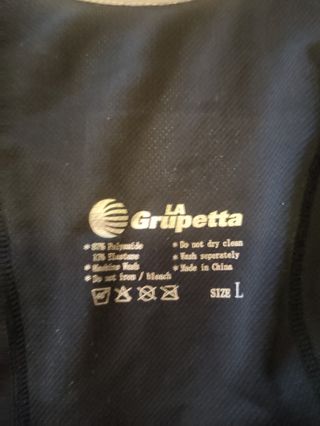 LA
Grupetta
* 87% Polyamide
13% Elastane
* Machine Wash
* Do not iron / bleach
* Do not dry clean
* Wash separately
* Made in China
SIZE L